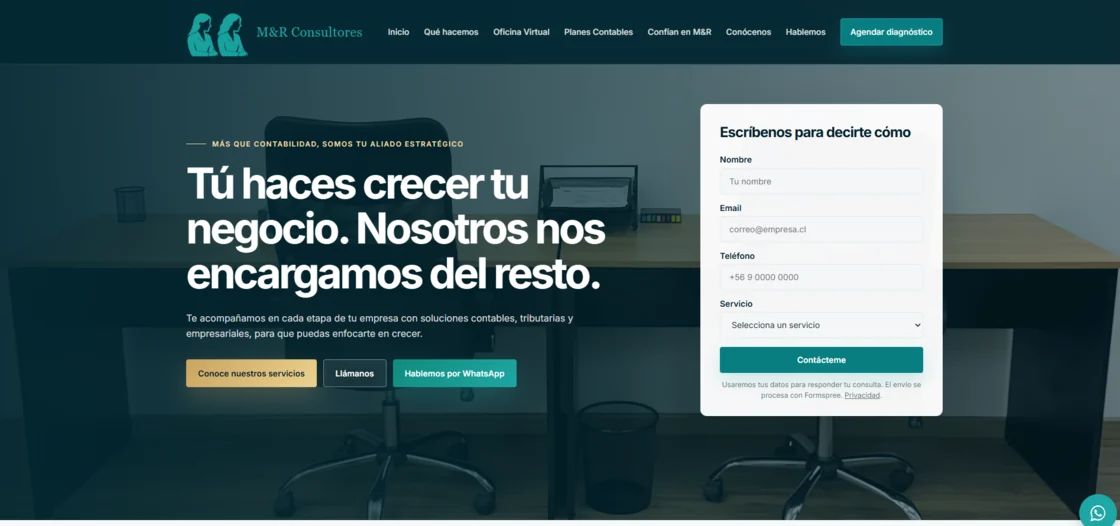 M&R Consultores
Inicio
Qué hacemos
Oficina Virtual
Planes Contables
Confían en M&R
Conócenos
Hablemos
Agendar diagnóstico
MÁS QUE CONTABILIDAD, SOMOS TU ALIADO ESTRATÉGICO
Tú haces crecer tu
negocio. Nosotros nos
encargamos del resto.
Te acompañamos en cada etapa de tu empresa con soluciones contables, tributarias y
empresariales, para que puedas enfocarte en crecer.
Conoce nuestros servicios
Llámanos
Hablemos por WhatsApp
Escríbenos para decirte cómo
Nombre
Tu nombre
Email
correo@empresa.cl
Teléfono
+56 9 0000 0000
Servicio
Selecciona un servicio
Contácteme
Usaremos tus datos para responder tu consulta. El envío se
procesa con Formspree. Privacidad.